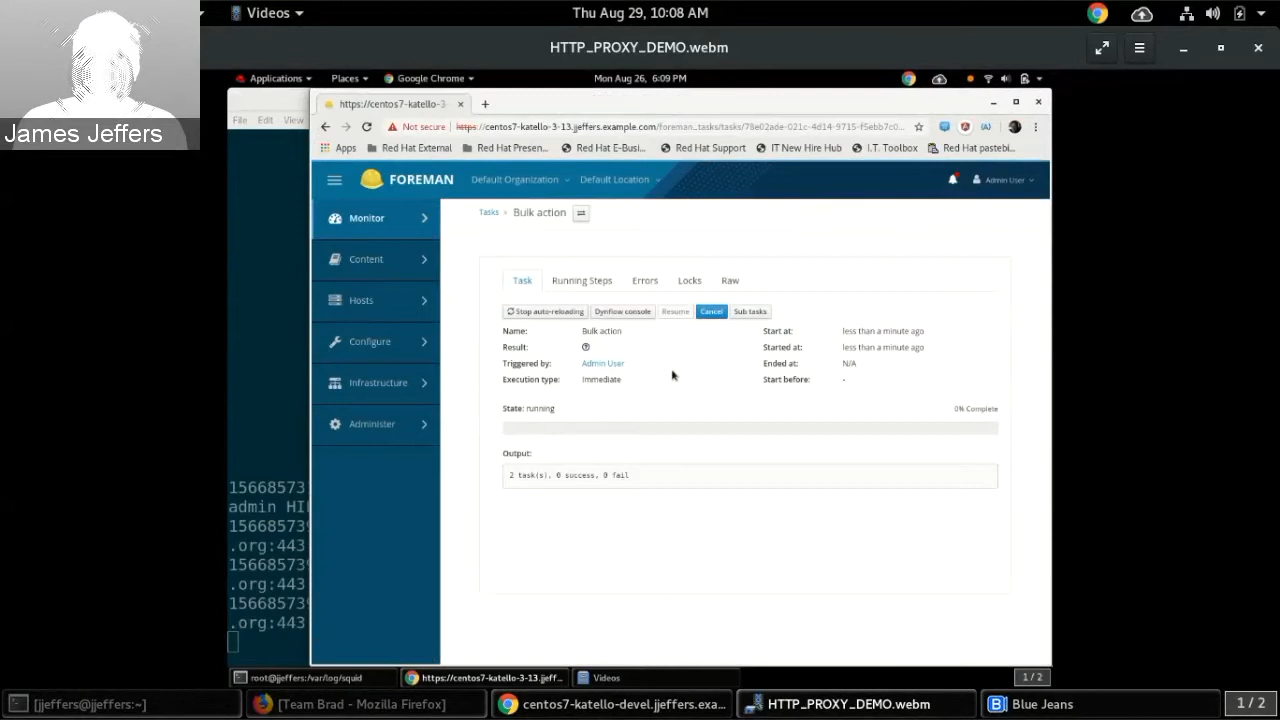 Videos
Thu Aug 29, 10:08 AM
James Jeffers
HTTP_PROXY_DEMO.webm
Applications Places Google Chrome Mon Aug 26, 6:09 PM
File Edit View
https://centos7-katello-3-
Not secure https://centos7-katello-3-13.jjeffers.example.com/foreman_tasks/tasks/78e02ade-021c-4d14-9715-f5ebb7c0...
Apps Red Hat External Red Hat Presen... Red Hat E-Busi... Red Hat Support IT New Hire Hub I.T. Toolbox Red Hat pastebi...
FOREMAN Default Organization Default Location Admin User
Monitor
Content
Hosts
Configure
Infrastructure
Administer
Tasks » Bulk action
Task Running Steps Errors Locks Raw
Stop auto-reloading Dynflow console Resume Cancel Sub tasks
Name: Bulk action Start at: less than a minute ago
Result: Started at: less than a minute ago
Triggered by: Admin User Ended at: N/A
Execution type: Immediate Start before: -
State: running 0% Complete
Output:
2 task(s), 0 success, 0 fail
15668573
admin HI
156685739
.org:443
156685739
.org:443
156685739
.org:443
root@jjeffers:/var/log/squid https://centos7-katello-3-13.jjeff... Videos 1 / 2
[jjeffers@jjeffers:~] [Team Brad - Mozilla Firefox] centos7-katello-devel.jjeffers.exa... HTTP_PROXY_DEMO.webm Blue Jeans 1 / 2